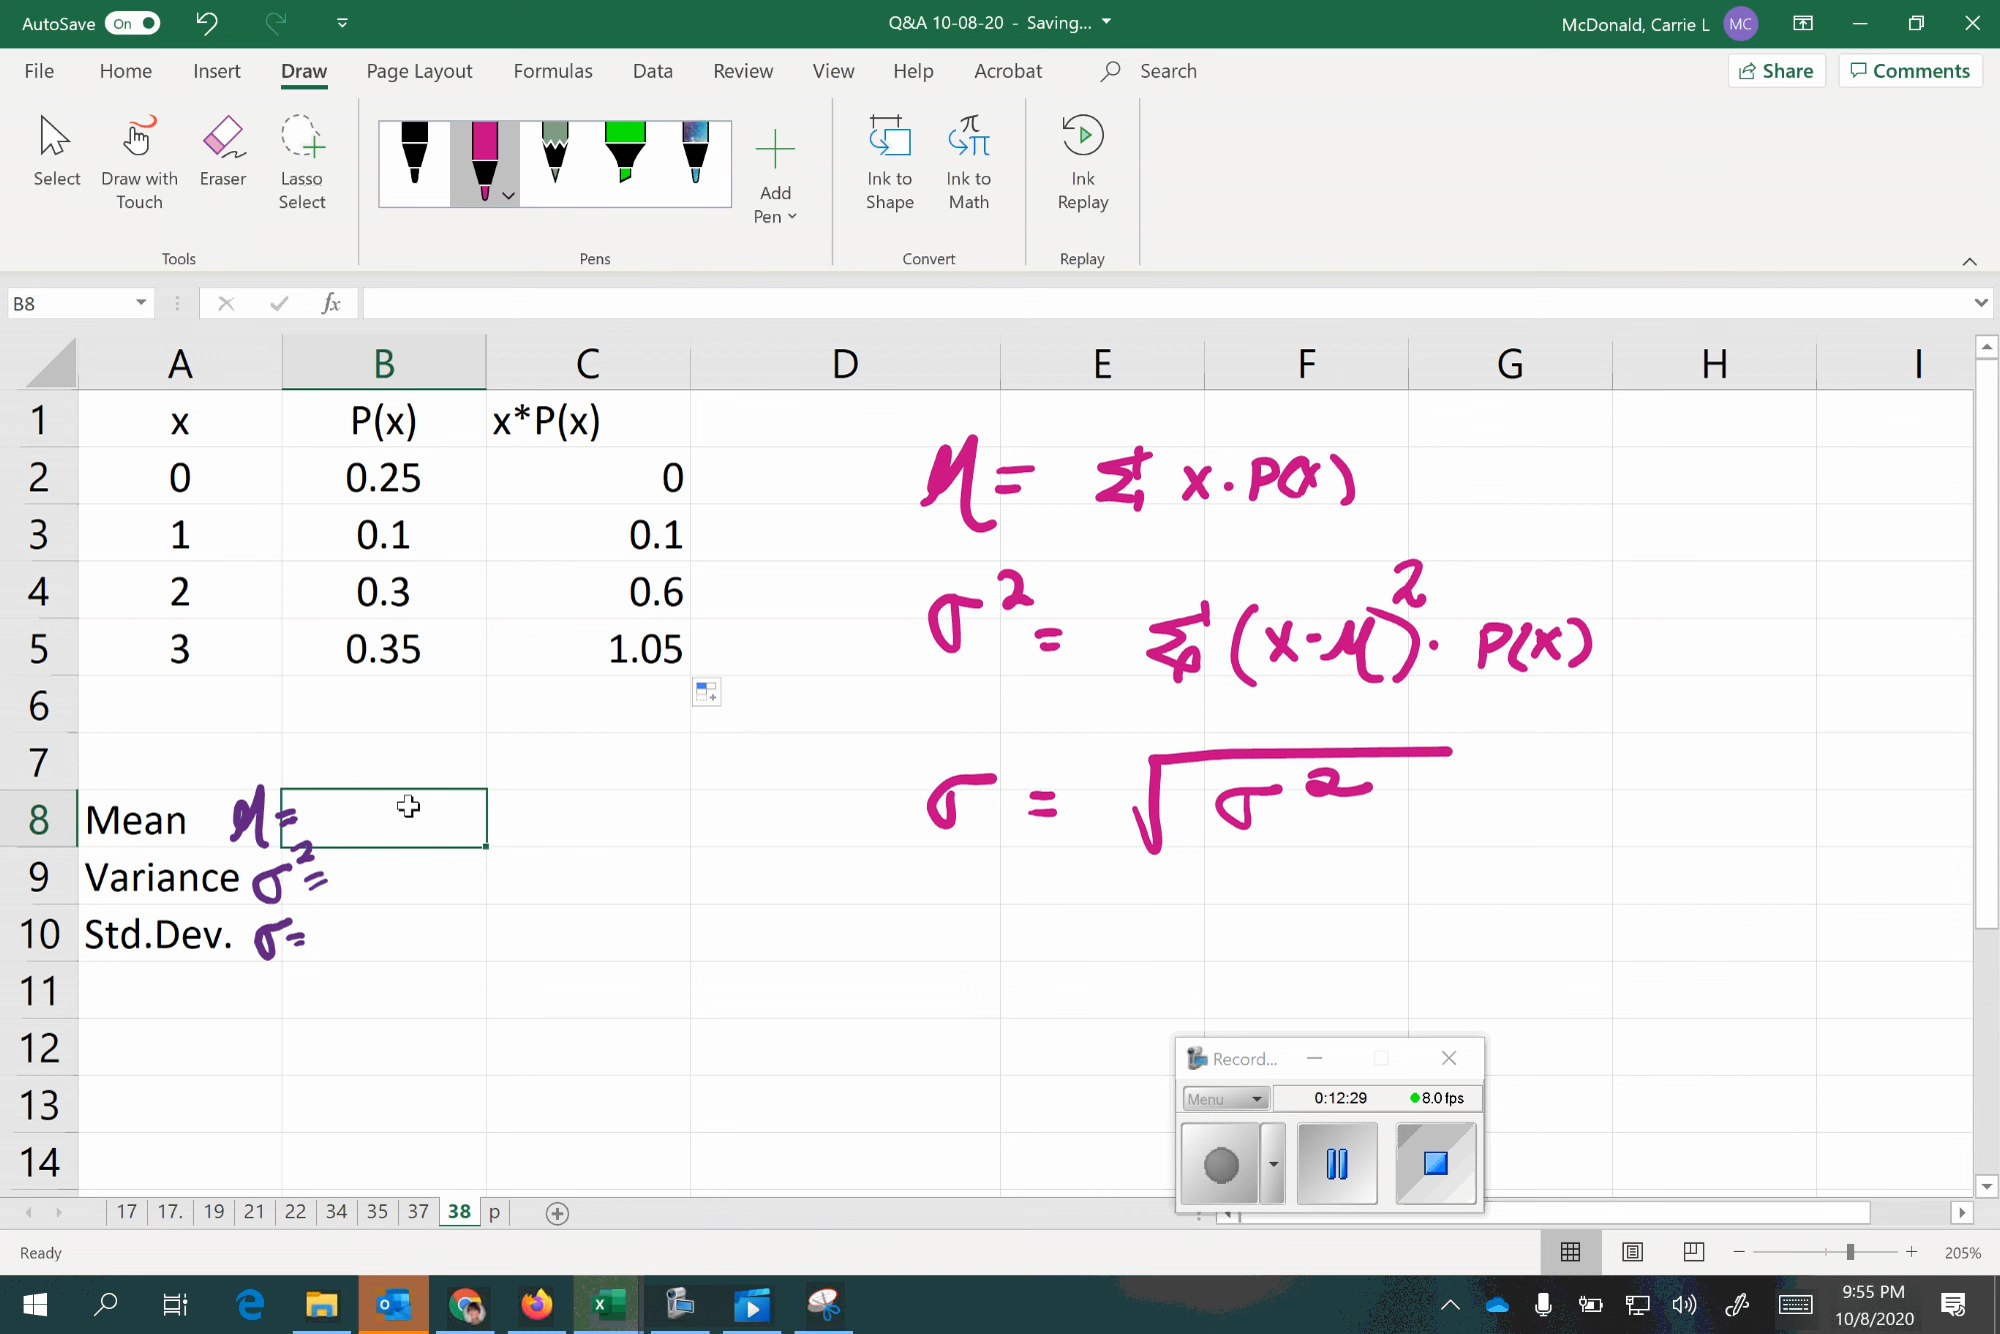 AutoSave On Q&A 10-08-20 - Saving... McDonald, Carrie L MC
File Home Insert Draw Page Layout Formulas Data Review View Help Acrobat Search Share Comments
Select Draw with Touch Eraser Lasso Select Add Pen Ink to Shape Ink to Math Ink Replay
Tools Pens Convert Replay
B8 fx
A B C D E F G H I
1 x P(x) x*P(x)
2 0 0.25 0
μ = Σ x · P(x)
3 1 0.1 0.1
4 2 0.3 0.6
σ² = Σ (x-μ)² · P(x)
5 3 0.35 1.05
6
7
σ = √σ²
8 Mean μ=
9 Variance σ²=
10 Std.Dev. σ=
11
12
Record...
13
Menu 0:12:29 8.0 fps
14
17 17. 19 21 22 34 35 37 38 p
Ready 205%
9:55 PM
10/8/2020